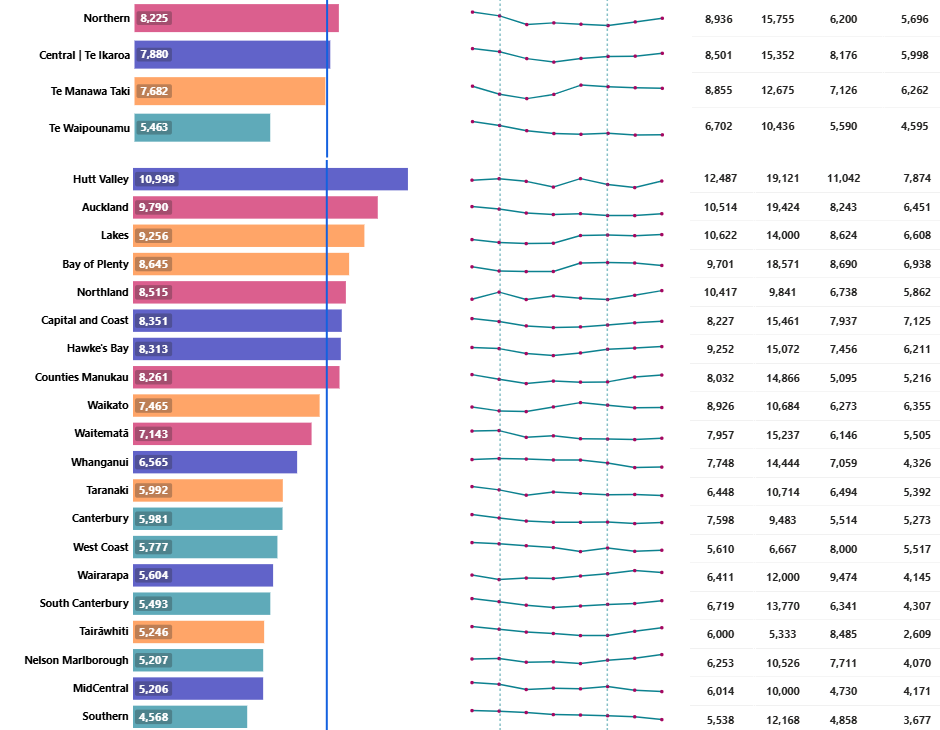 Northern 8,225 8,936 15,755 6,200 5,696
Central | Te Ikaroa 7,880 8,501 15,352 8,176 5,998
Te Manawa Taki 7,682 8,855 12,675 7,126 6,262
Te Waipounamu 5,463 6,702 10,436 5,590 4,595
Hutt Valley 10,998 12,487 19,121 11,042 7,874
Auckland 9,790 10,514 19,424 8,243 6,451
Lakes 9,256 10,622 14,000 8,624 6,608
Bay of Plenty 8,645 9,701 18,571 8,690 6,938
Northland 8,515 10,417 9,841 6,738 5,862
Capital and Coast 8,351 8,227 15,461 7,937 7,125
Hawke's Bay 8,313 9,252 15,072 7,456 6,211
Counties Manukau 8,261 8,032 14,866 5,095 5,216
Waikato 7,465 8,926 10,684 6,273 6,355
Waitematā 7,143 7,957 15,237 6,146 5,505
Whanganui 6,565 7,748 14,444 7,059 4,326
Taranaki 5,992 6,448 10,714 6,494 5,392
Canterbury 5,981 7,598 9,483 5,514 5,273
West Coast 5,777 5,610 6,667 8,000 5,517
Wairarapa 5,604 6,411 12,000 9,474 4,145
South Canterbury 5,493 6,719 13,770 6,341 4,307
Tairāwhiti 5,246 6,000 5,333 8,485 2,609
Nelson Marlborough 5,207 6,253 10,526 7,711 4,070
MidCentral 5,206 6,014 10,000 4,730 4,171
Southern 4,568 5,538 12,168 4,858 3,677